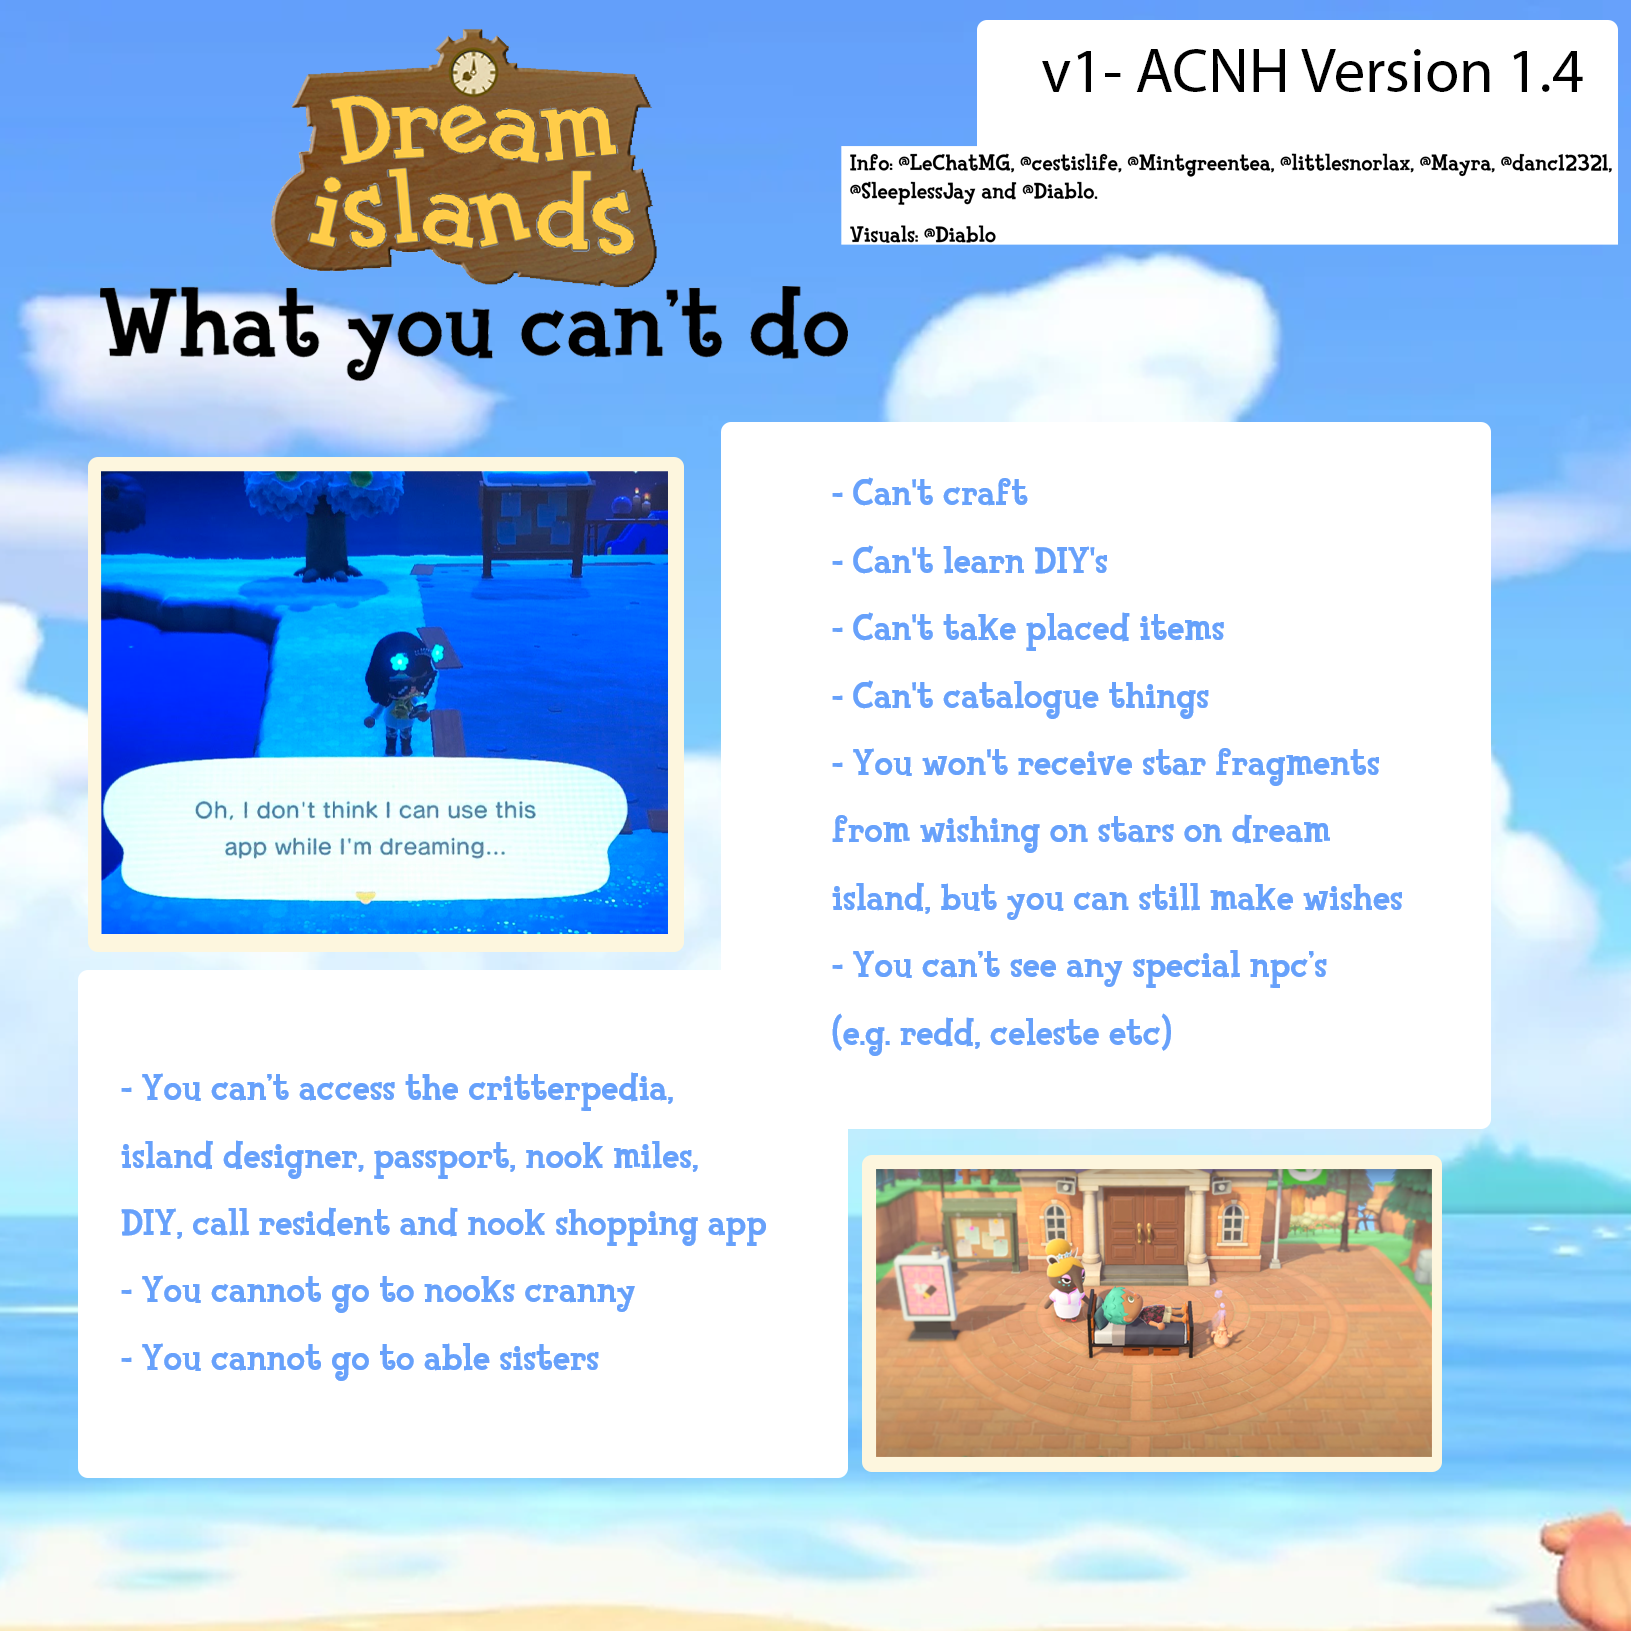 Dream
islands
v1- ACNH Version 1.4
Info: @LeChatMG, @cestislife, @Mintgreentea, @littlesnorlax, @Mayra, @danc12321,
@SleeplessJay and @Diablo.
Visuals: @Diablo
What you can't do
Oh, I don't think I can use this
app while I'm dreaming...
- Can't craft
- Can't learn DIY's
- Can't take placed items
- Can't catalogue things
- You won't receive star fragments
from wishing on stars on dream
island, but you can still make wishes
- You can't see any special npc's
(e.g. redd, celeste etc)
- You can't access the critterpedia,
island designer, passport, nook miles,
DIY, call resident and nook shopping app
- You cannot go to nooks cranny
- You cannot go to able sisters